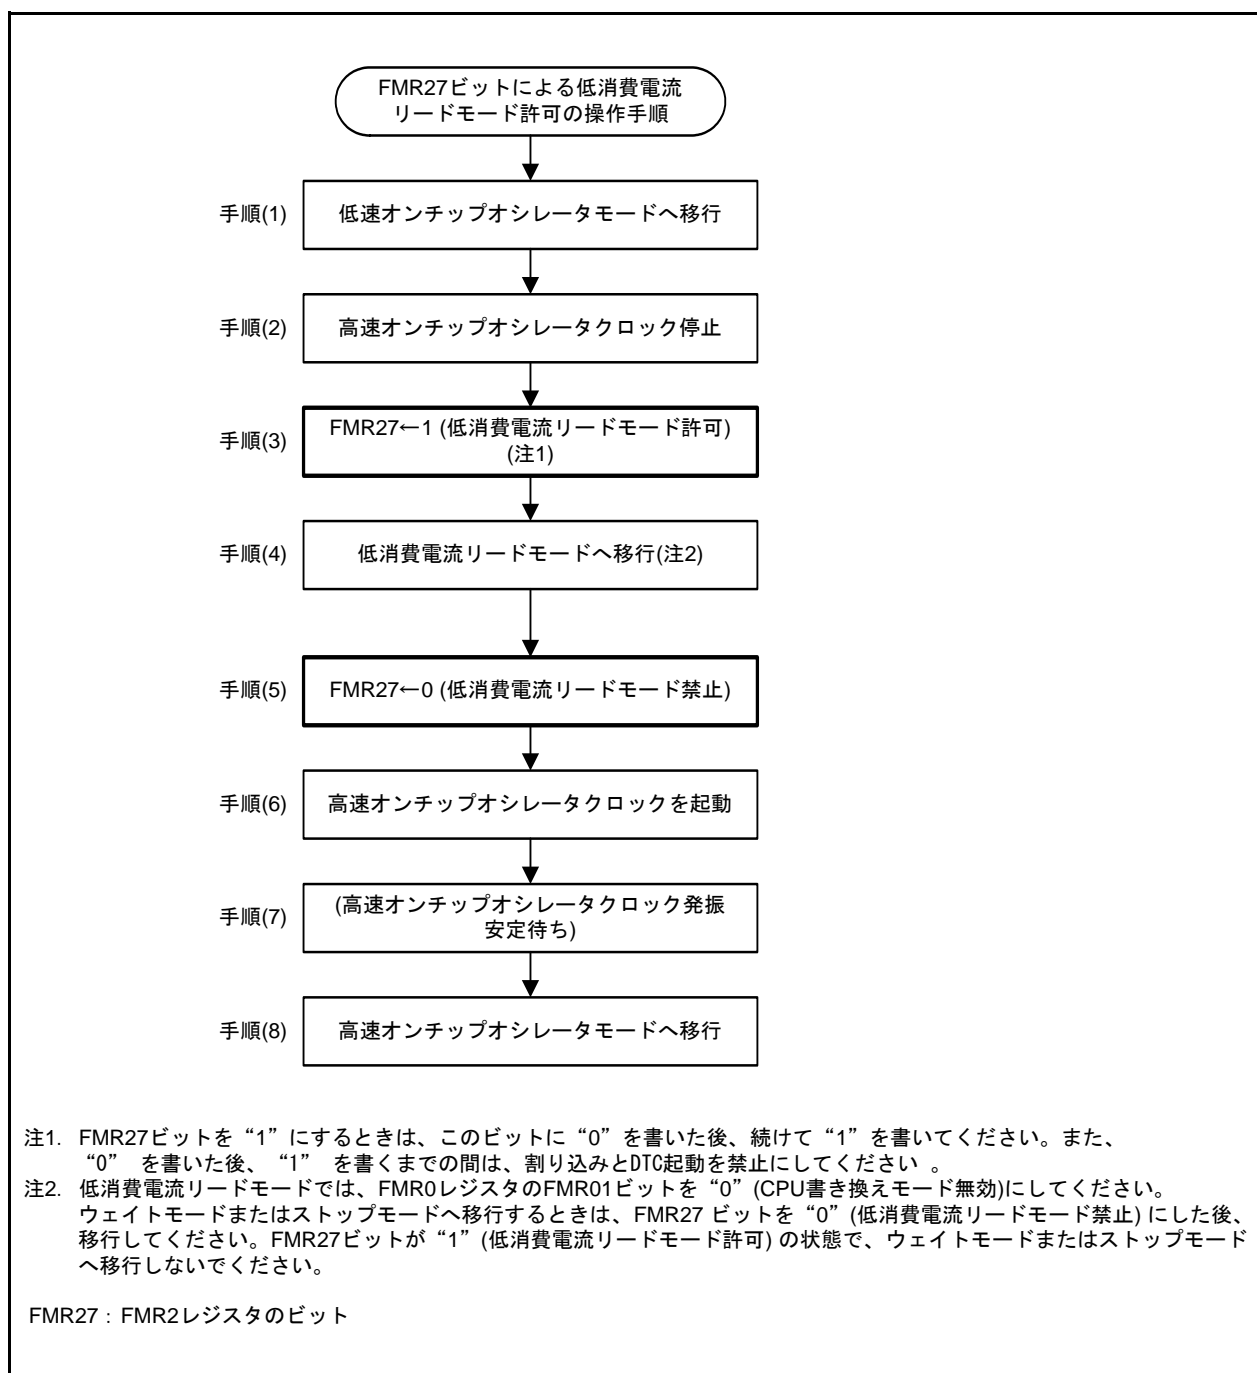 FMR27ビットによる低消費電流
リードモード許可の操作手順
手順(1)
低速オンチップオシレータモードへ移行
手順(2)
高速オンチップオシレータクロック停止
手順(3)
FMR27←1 (低消費電流リードモード許可)
(注1)
手順(4)
低消費電流リードモードへ移行(注2)
手順(5)
FMR27←0 (低消費電流リードモード禁止)
手順(6)
高速オンチップオシレータクロックを起動
手順(7)
(高速オンチップオシレータクロック発振
安定待ち)
手順(8)
高速オンチップオシレータモードへ移行
注1. FMR27ビットを“1”にするときは、このビットに“0”を書いた後、続けて“1”を書いてください。また、
“0” を書いた後、 “1” を書くまでの間は、割り込みとDTC起動を禁止にしてください 。
注2. 低消費電流リードモードでは、FMR0レジスタのFMR01ビットを“0”(CPU書き換えモード無効)にしてください。
ウェイトモードまたはストップモードへ移行するときは、FMR27 ビットを“0”(低消費電流リードモード禁止) にした後、
移行してください。FMR27ビットが“1”(低消費電流リードモード許可) の状態で、ウェイトモードまたはストップモード
へ移行しないでください。
FMR27 : FMR2レジスタのビット